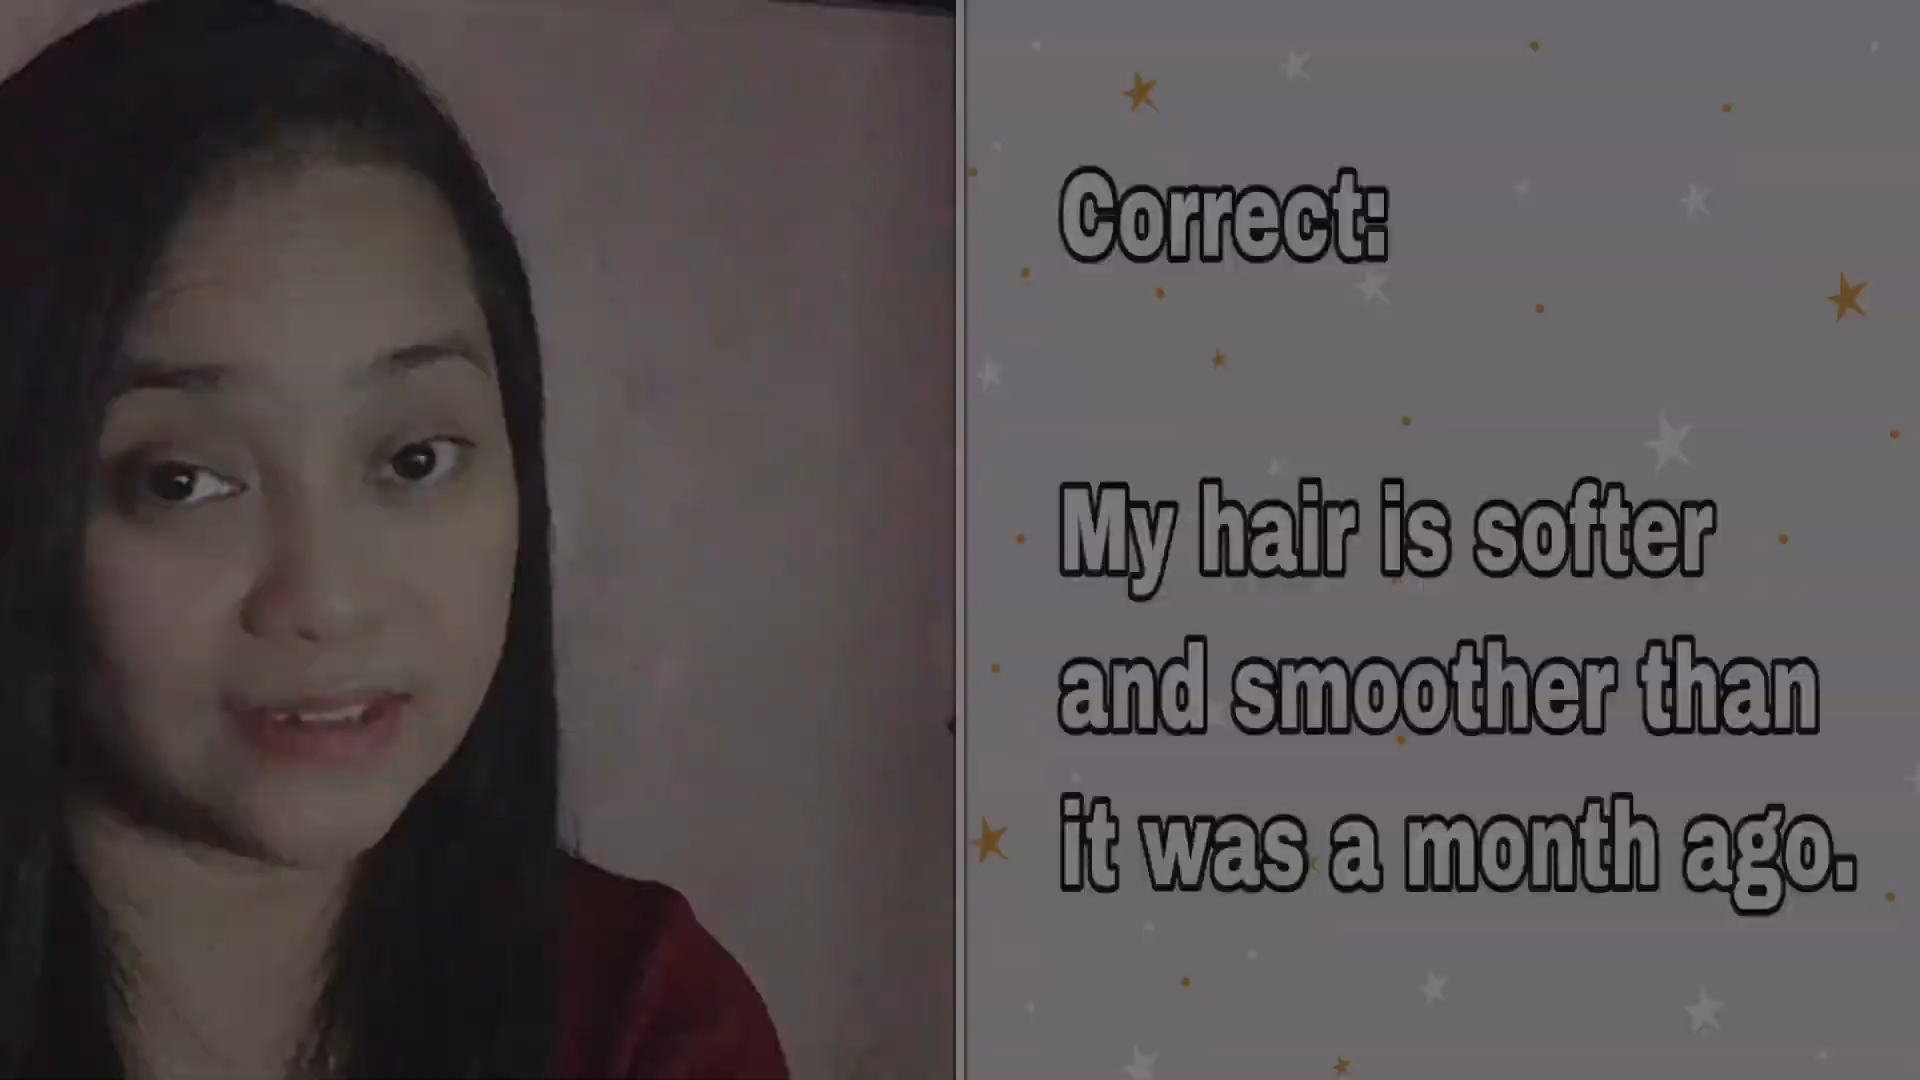 Correct:
My hair is softer
and smoother than
it was a month ago.